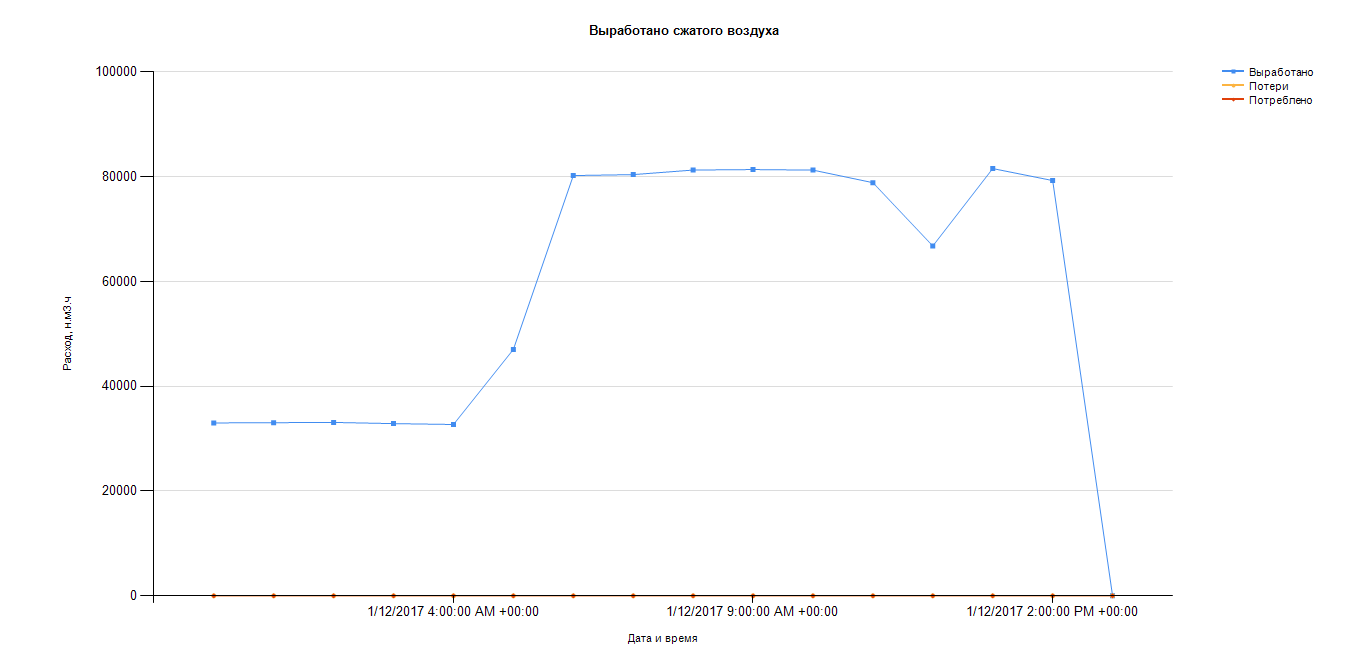 Выработано сжатого воздуха
Выработано
Потери
Потреблено
100000
80000
60000
40000
20000
0
Расход, н.м3.ч
1/12/2017 4:00:00 AM +00:00
1/12/2017 9:00:00 AM +00:00
1/12/2017 2:00:00 PM +00:00
Дата и время